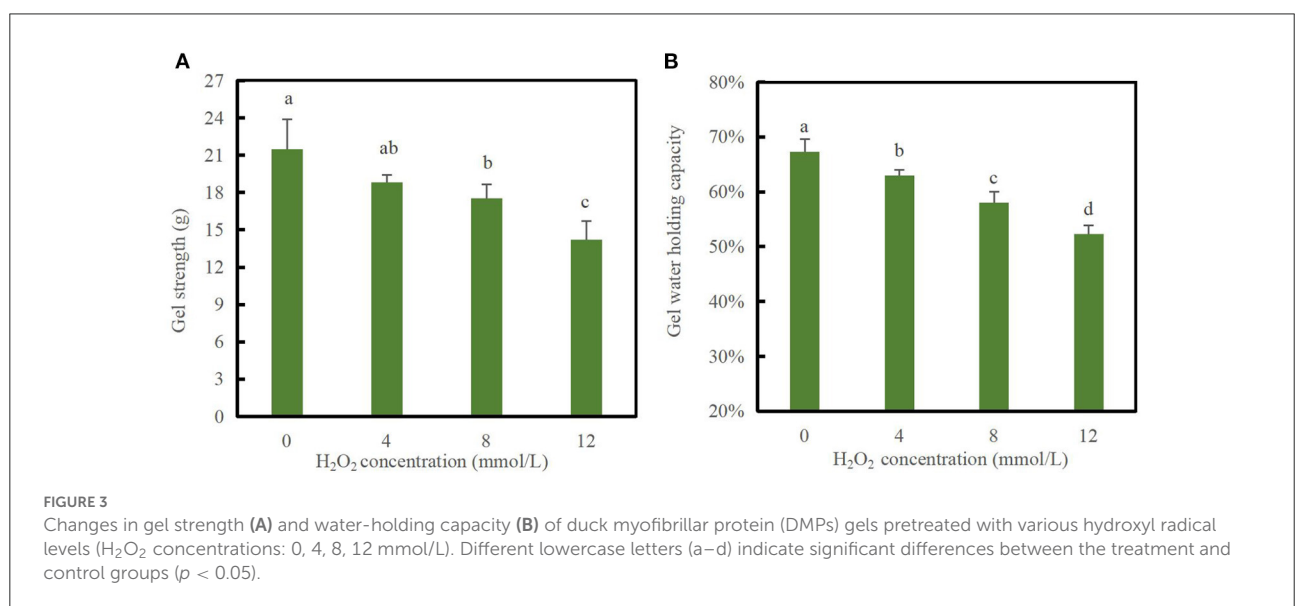 A
27
24
21
18
15
12
9
6
3
0
Gel strength (g)
a
ab
b
c
0 4 8 12
H₂O₂ concentration (mmol/L)
B
80%
70%
60%
50%
40%
30%
20%
Gel water holding capacity
a
b
c
d
0 4 8 12
H₂O₂ concentration (mmol/L)
FIGURE 3
Changes in gel strength (A) and water-holding capacity (B) of duck myofibrillar protein (DMPs) gels pretreated with various hydroxyl radical
levels (H₂O₂ concentrations: 0, 4, 8, 12 mmol/L). Different lowercase letters (a–d) indicate significant differences between the treatment and
control groups (p < 0.05).